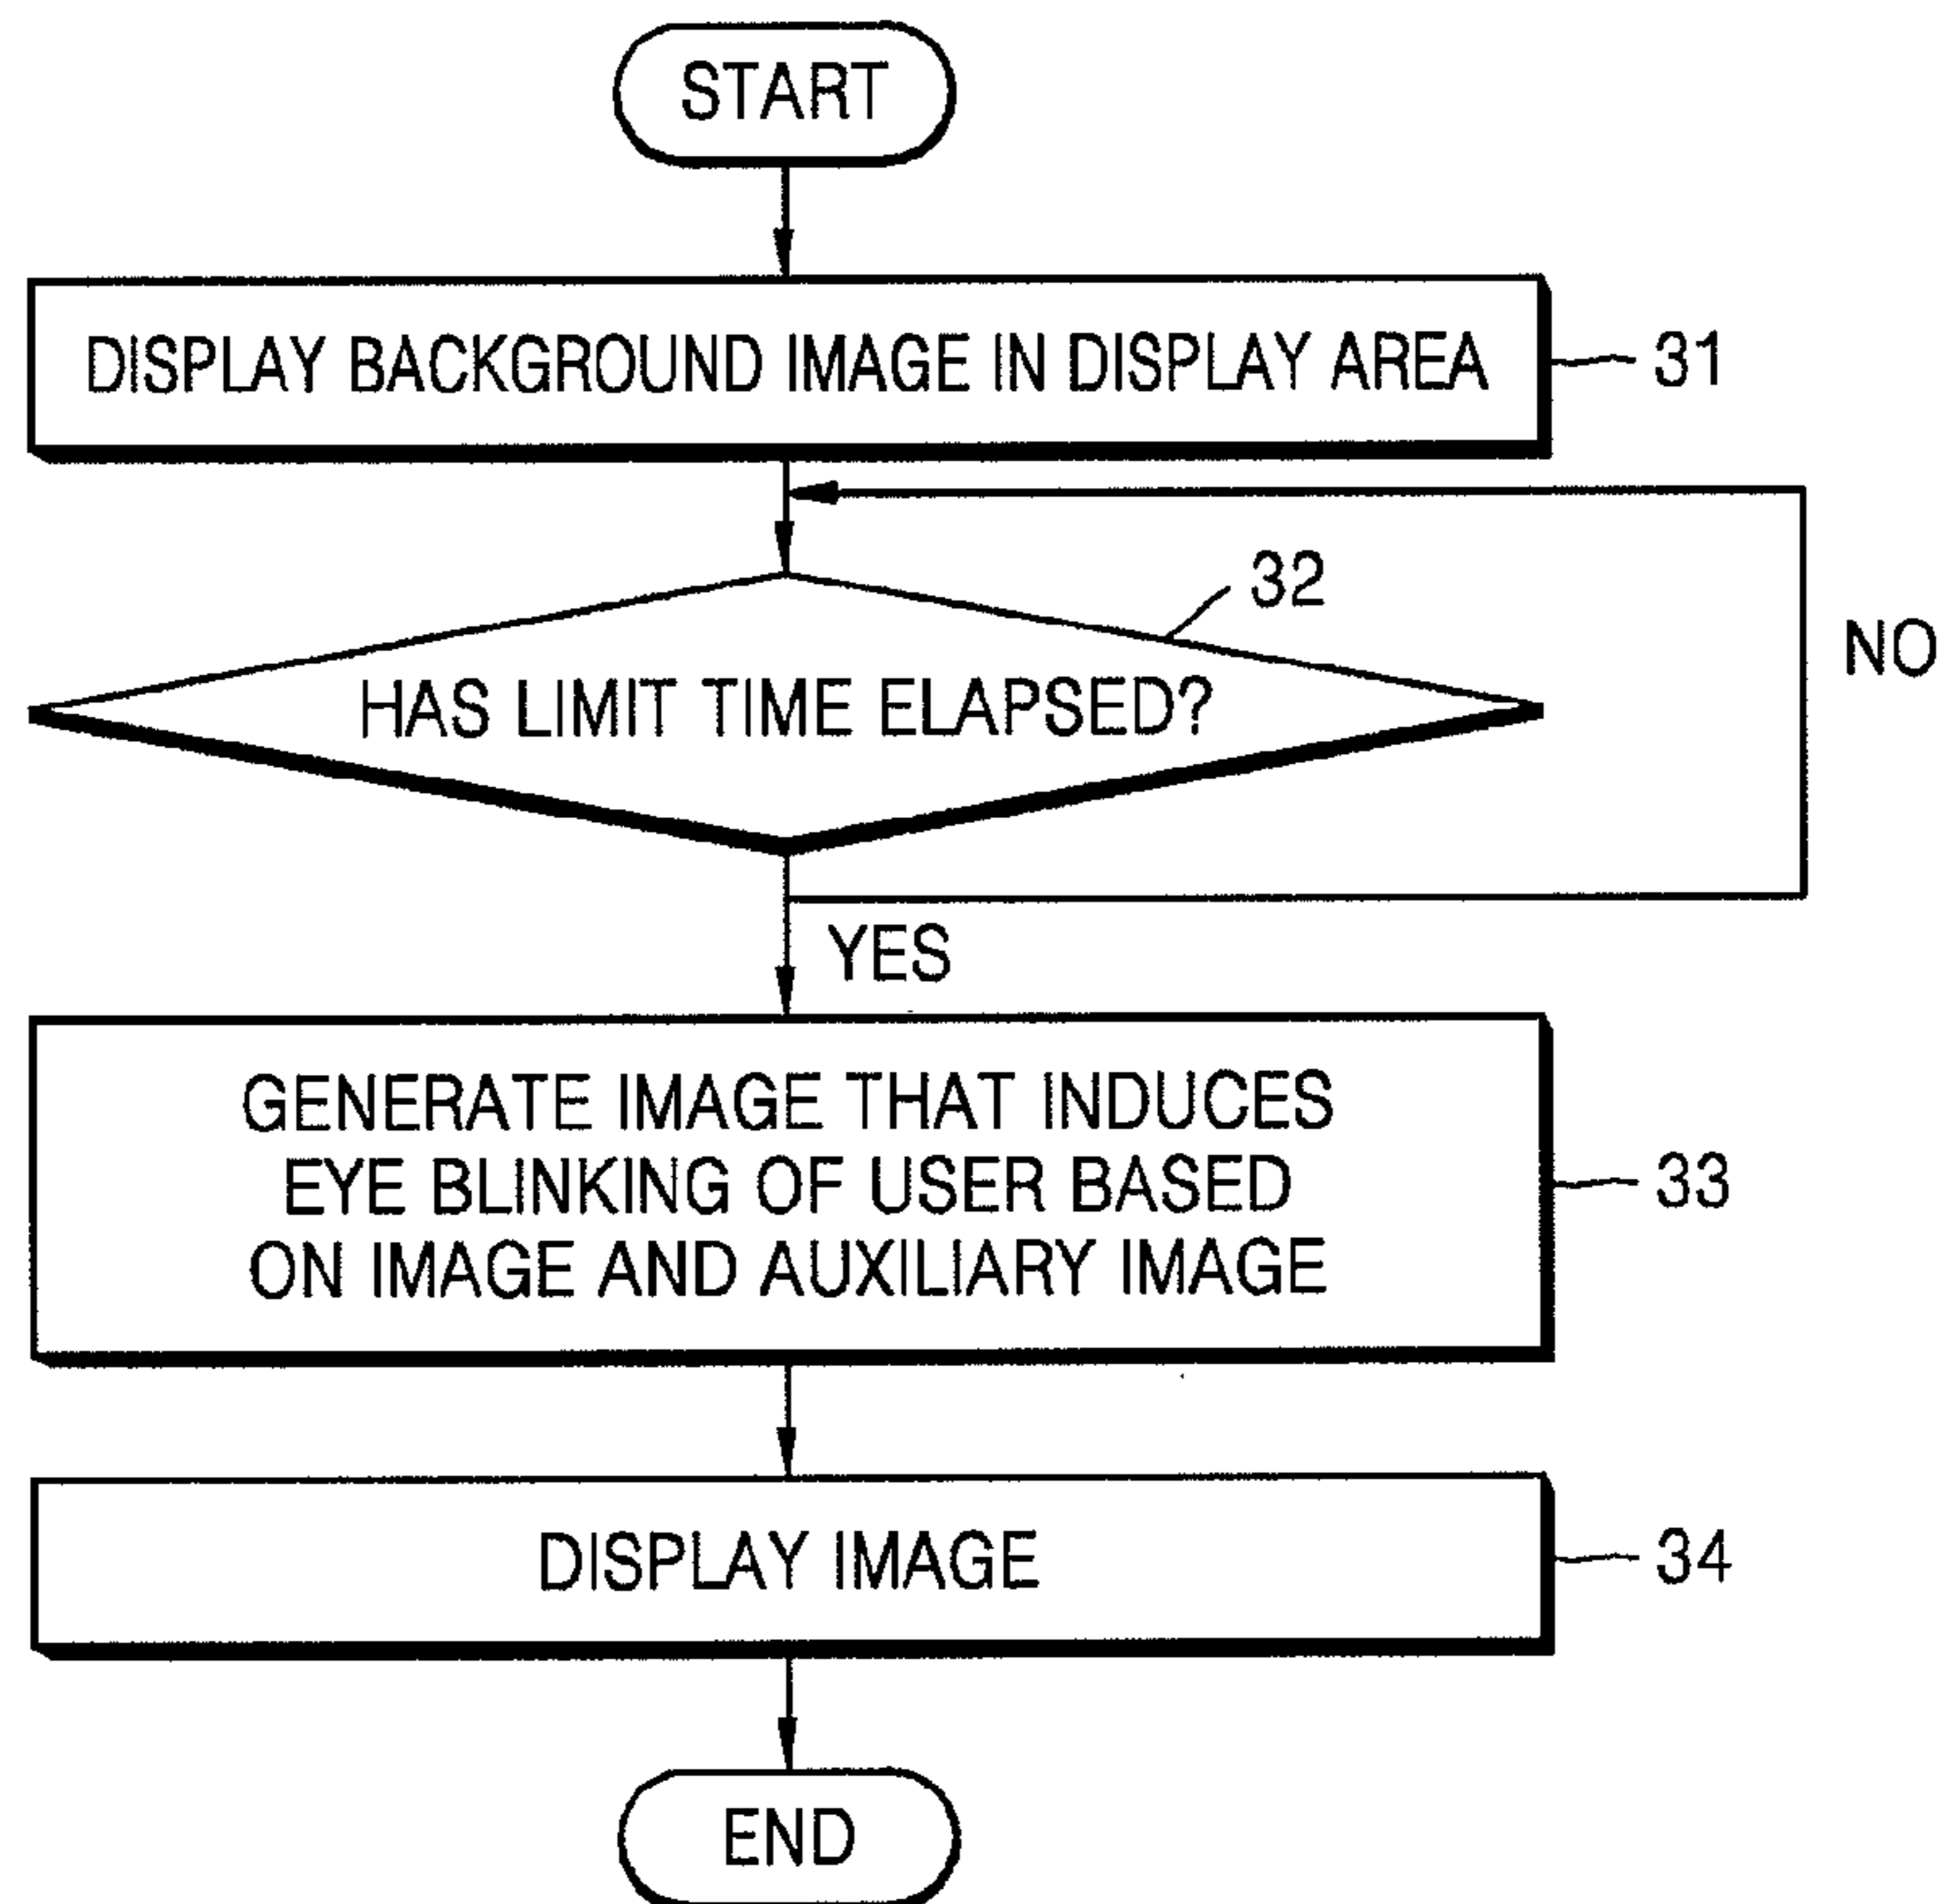 START
DISPLAY BACKGROUND IMAGE IN DISPLAY AREA
31
32
HAS LIMIT TIME ELAPSED?
NO
YES
GENERATE IMAGE THAT INDUCES
EYE BLINKING OF USER BASED
ON IMAGE AND AUXILIARY IMAGE
33
DISPLAY IMAGE
34
END